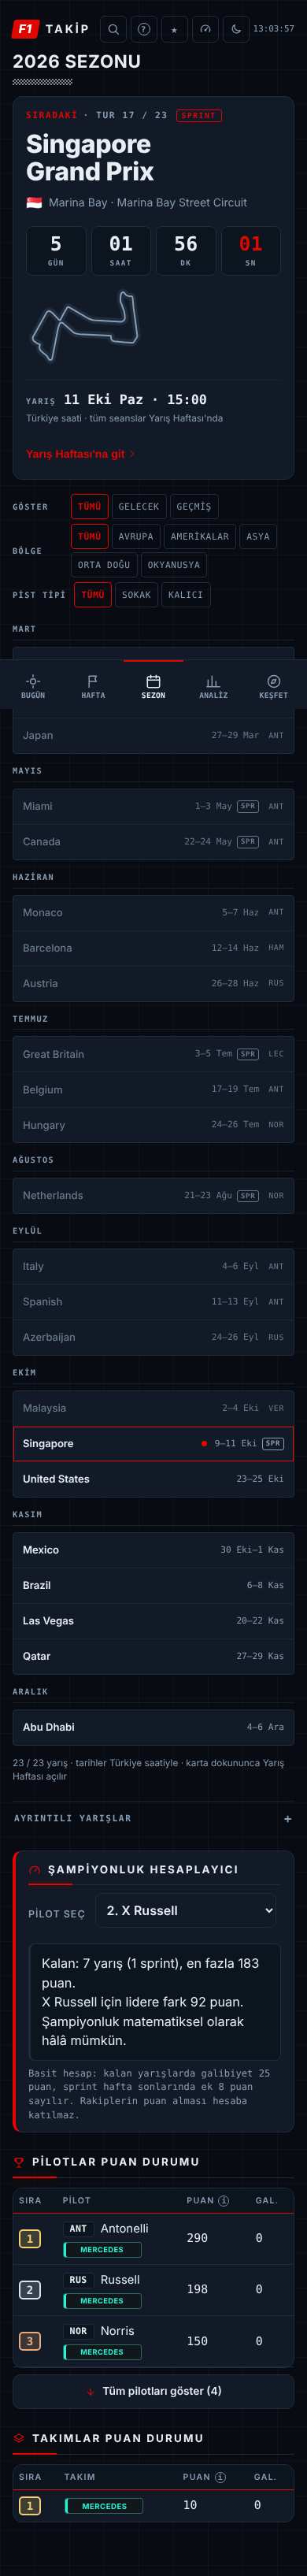 F1 TAKİP 13:03:57
2026 SEZONU
SIRADAKİ · TUR 17 / 23 SPRINT
Singapore
Grand Prix
Marina Bay · Marina Bay Street Circuit
5 01 56 01
GÜN SAAT DK SN
YARIŞ 11 Eki Paz · 15:00
Türkiye saati · tüm seanslar Yarış Haftası'nda
Yarış Haftası'na git
GÖSTER TÜMÜ GELECEK GEÇMİŞ
BÖLGE TÜMÜ AVRUPA AMERİKALAR ASYA
ORTA DOĞU OKYANUSYA
PİST TİPİ TÜMÜ SOKAK KALICI
MART
BUGÜN HAFTA SEZON ANALİZ KEŞFET
Japan 27–29 Mar ANT
MAYIS
Miami 1–3 May SPR ANT
Canada 22–24 May SPR ANT
HAZİRAN
Monaco 5–7 Haz ANT
Barcelona 12–14 Haz HAM
Austria 26–28 Haz RUS
TEMMUZ
Great Britain 3–5 Tem SPR LEC
Belgium 17–19 Tem ANT
Hungary 24–26 Tem NOR
AĞUSTOS
Netherlands 21–23 Ağu SPR NOR
EYLÜL
Italy 4–6 Eyl ANT
Spanish 11–13 Eyl ANT
Azerbaijan 24–26 Eyl RUS
EKİM
Malaysia 2–4 Eki VER
Singapore 9–11 Eki SPR
United States 23–25 Eki
KASIM
Mexico 30 Eki–1 Kas
Brazil 6–8 Kas
Las Vegas 20–22 Kas
Qatar 27–29 Kas
ARALIK
Abu Dhabi 4–6 Ara
23 / 23 yarış · tarihler Türkiye saatiyle · karta dokununca Yarış
Haftası açılır
AYRINTILI YARIŞLAR +
ŞAMPİYONLUK HESAPLAYICI
PİLOT SEÇ 2. X Russell
Kalan: 7 yarış (1 sprint), en fazla 183
puan.
X Russell için lidere fark 92 puan.
Şampiyonluk matematiksel olarak
hâlâ mümkün.
Basit hesap: kalan yarışlarda galibiyet 25
puan, sprint hafta sonlarında ek 8 puan
sayılır. Rakiplerin puan alması hesaba
katılmaz.
PİLOTLAR PUAN DURUMU
SIRA PİLOT PUAN i GAL.
1 ANT Antonelli 290 0
MERCEDES
2 RUS Russell 198 0
MERCEDES
3 NOR Norris 150 0
MERCEDES
Tüm pilotları göster (4)
TAKIMLAR PUAN DURUMU
SIRA TAKIM PUAN i GAL.
1 MERCEDES 10 0